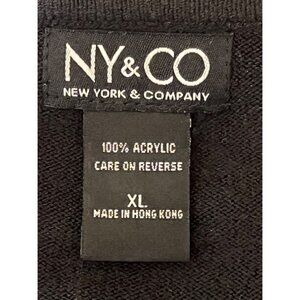 NY&CO
NEW YORK & COMPANY
100% ACRYLIC
CARE ON REVERSE
XL
MADE IN HONG KONG